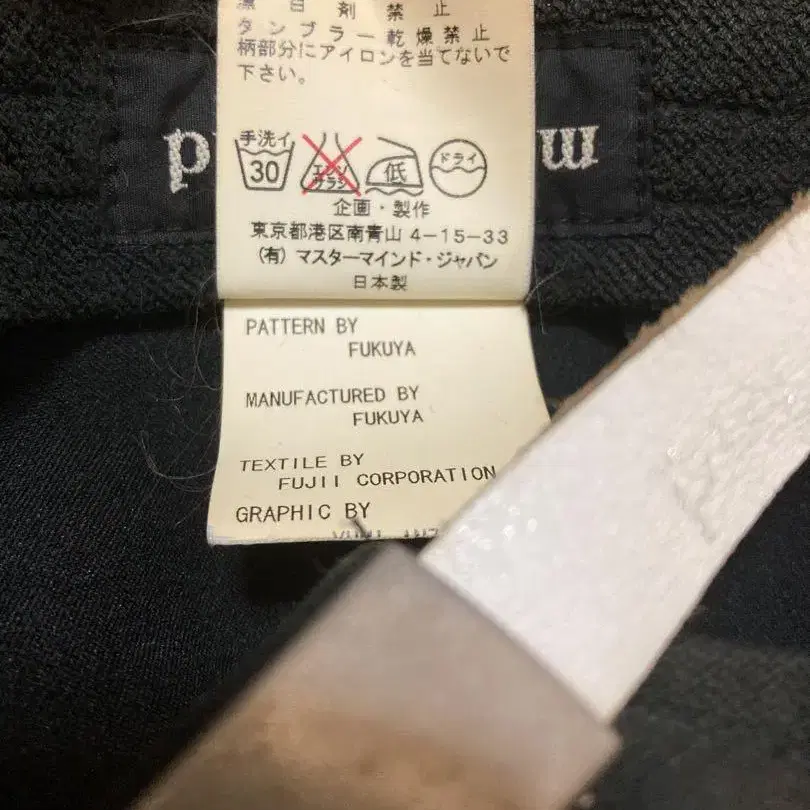 漂白剤禁止
タンブラー乾燥禁止
柄部分にアイロンを当てないで
下さい。
手洗イ
30
エンソ
サラシ
低
ドライ
企画・製作
東京都港区南青山 4-15-33
(有) マスターマインド・ジャパン
日本製
PATTERN BY
FUKUYA
MANUFACTURED BY
FUKUYA
TEXTILE BY
FUJII CORPORATION
GRAPHIC BY